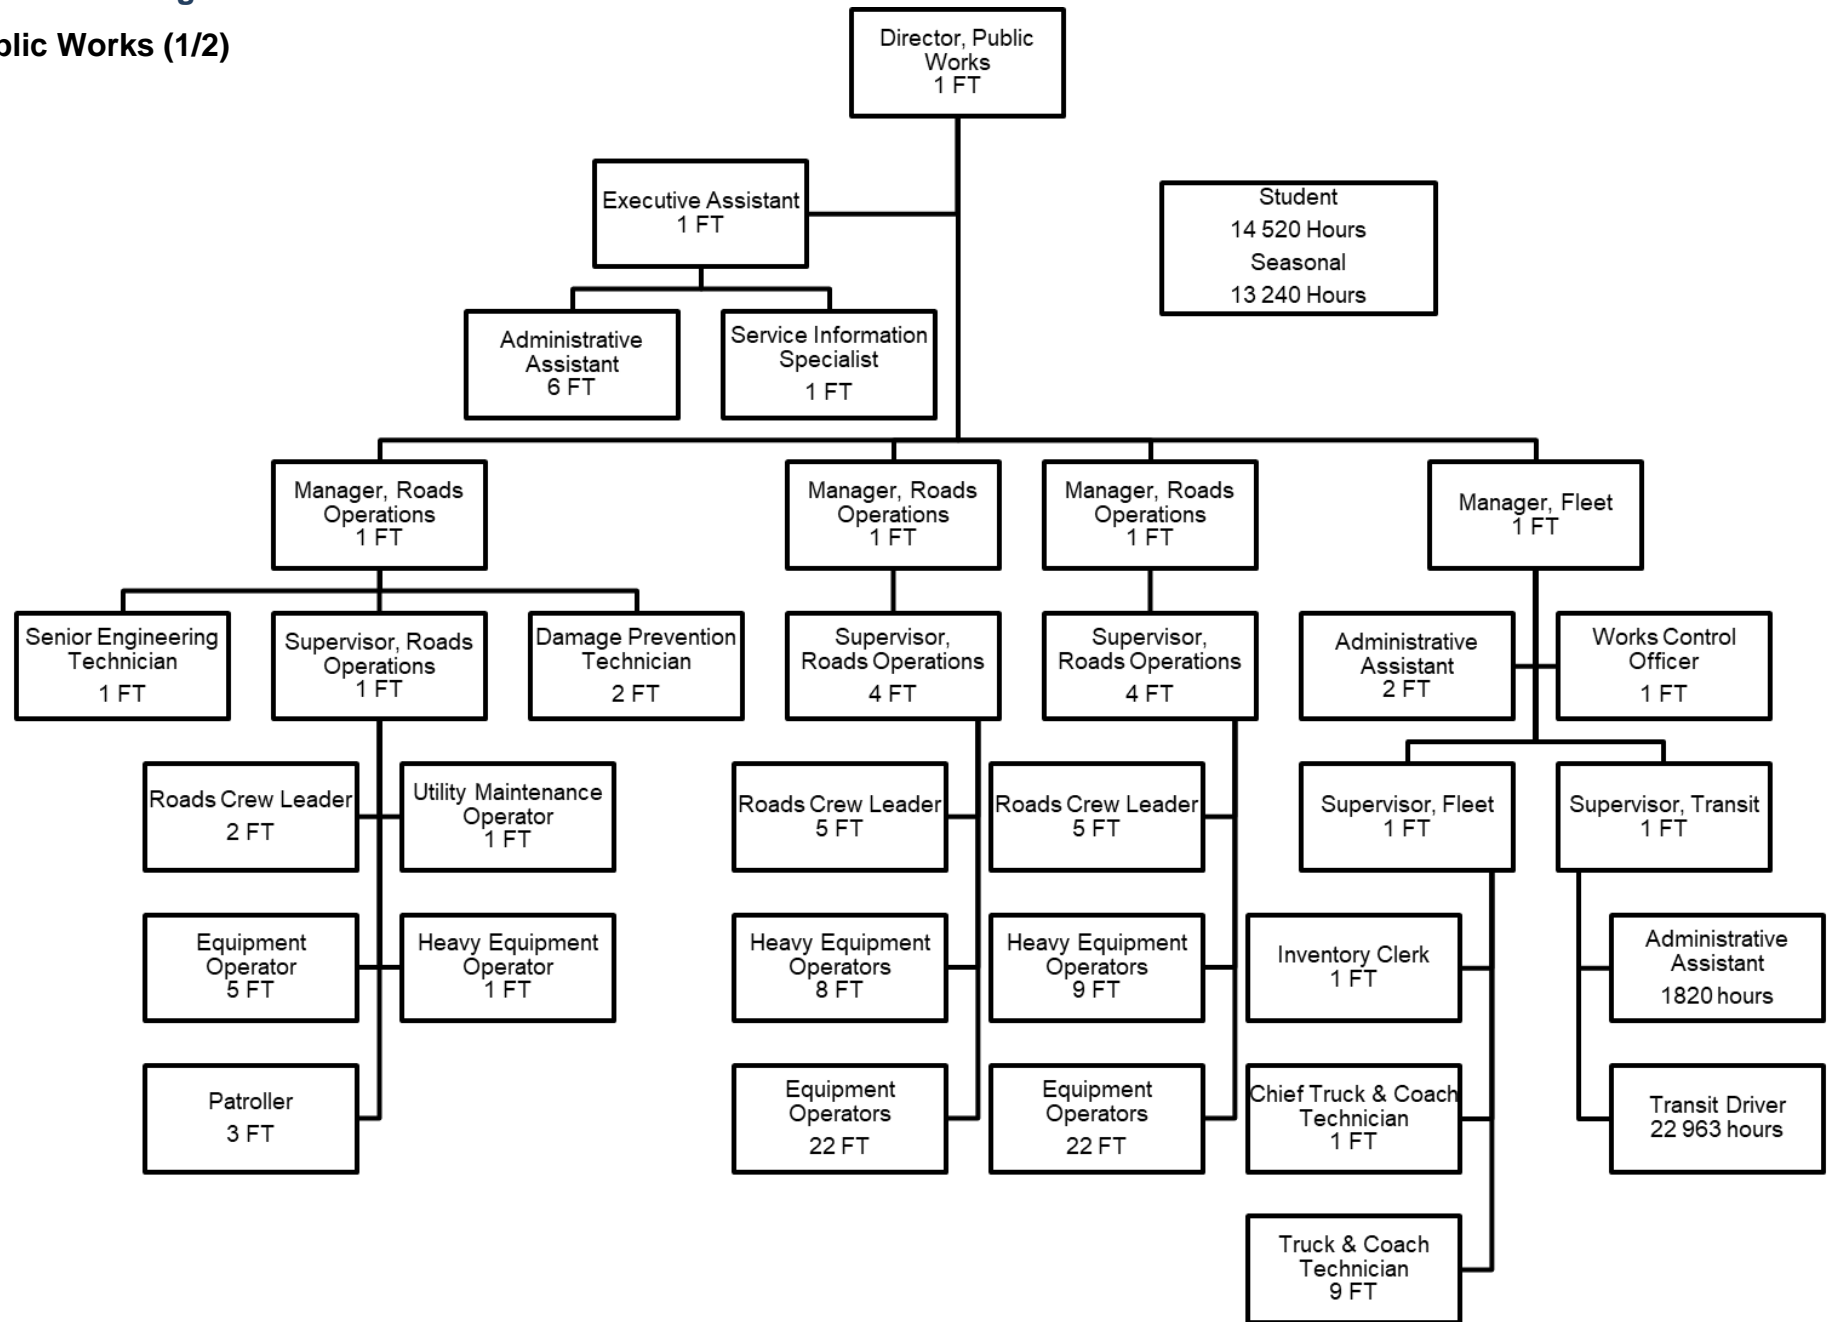 blic Works (1/2)
Director, Public
Works
1 FT
Executive Assistant
1 FT
Student
14 520 Hours
Seasonal
13 240 Hours
Administrative
Assistant
6 FT
Service Information
Specialist
1 FT
Manager, Roads
Operations
1 FT
Manager, Roads
Operations
1 FT
Manager, Roads
Operations
1 FT
Manager, Fleet
1 FT
Senior Engineering
Technician
1 FT
Supervisor, Roads
Operations
1 FT
Damage Prevention
Technician
2 FT
Supervisor,
Roads Operations
4 FT
Supervisor,
Roads Operations
4 FT
Administrative
Assistant
2 FT
Works Control
Officer
1 FT
Roads Crew Leader
2 FT
Utility Maintenance
Operator
1 FT
Roads Crew Leader
5 FT
Roads Crew Leader
5 FT
Supervisor, Fleet
1 FT
Supervisor, Transit
1 FT
Equipment
Operator
5 FT
Heavy Equipment
Operator
1 FT
Heavy Equipment
Operators
8 FT
Heavy Equipment
Operators
9 FT
Inventory Clerk
1 FT
Administrative
Assistant
1820 hours
Patroller
3 FT
Equipment
Operators
22 FT
Equipment
Operators
22 FT
Chief Truck & Coach
Technician
1 FT
Transit Driver
22 963 hours
Truck & Coach
Technician
9 FT